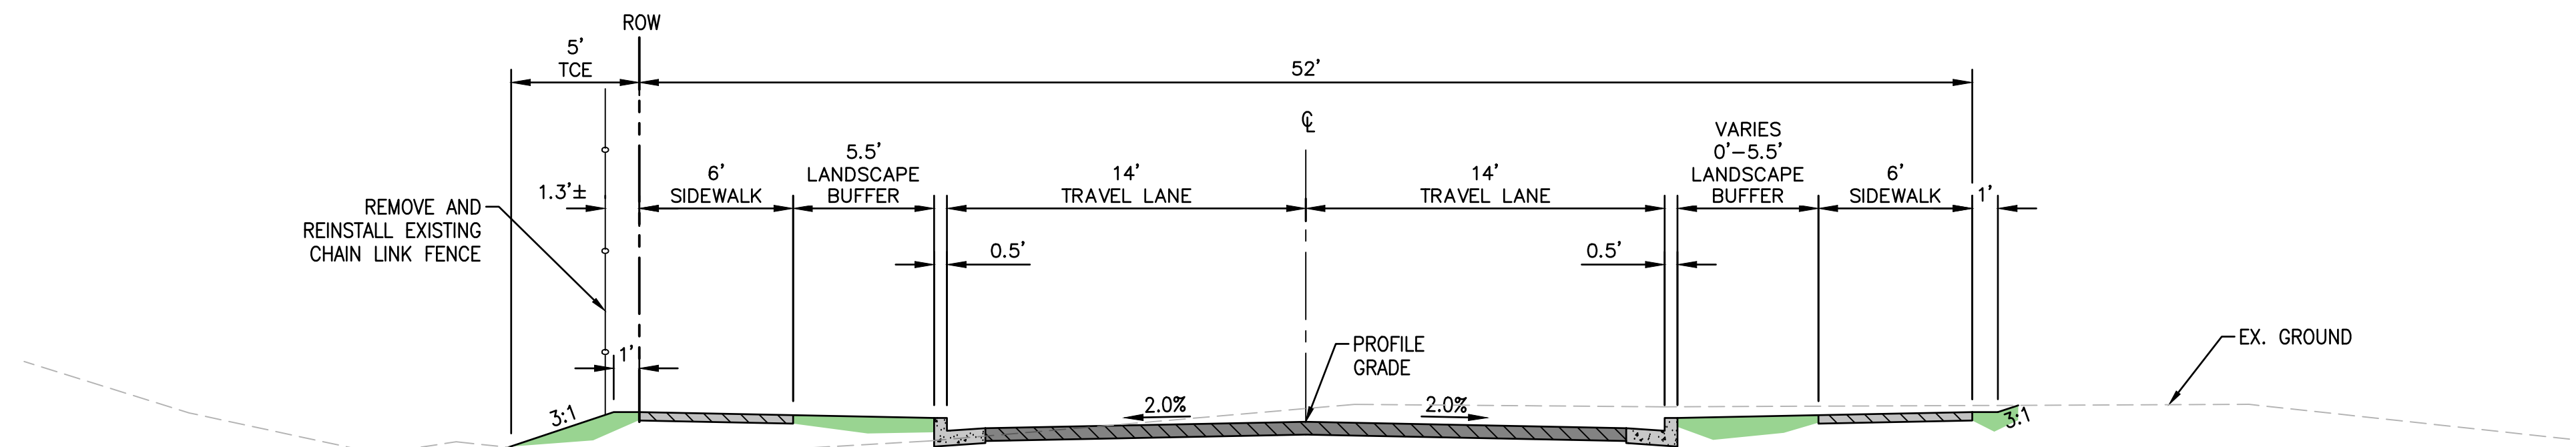 ROW
5'
TCE
52'
℄
VARIES
0'-5.5'
LANDSCAPE
BUFFER
5.5'
LANDSCAPE
BUFFER
6'
SIDEWALK
14'
TRAVEL LANE
14'
TRAVEL LANE
6'
SIDEWALK
1'
1.3'±
REMOVE AND
REINSTALL EXISTING
CHAIN LINK FENCE
0.5'
0.5'
1'
PROFILE
GRADE
EX. GROUND
3:1
2.0%
2.0%
3:1